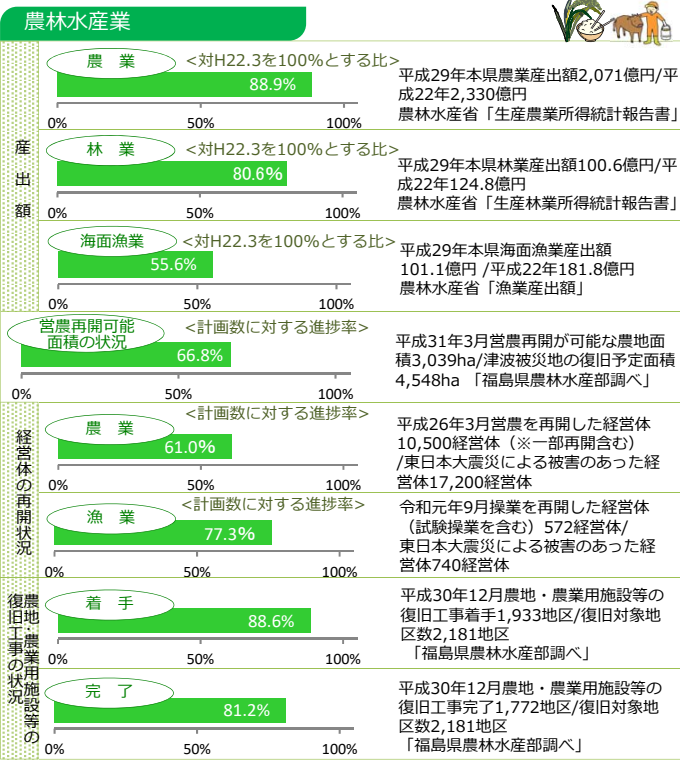 農林水産業
産出額
農　業
<対H22.3を100%とする比>
88.9%
0%　50%　100%
平成29年本県農業産出額2,071億円/平
成22年2,330億円
農林水産省「生産農業所得統計報告書」
林　業
<対H22.3を100%とする比>
80.6%
0%　50%　100%
平成29年本県林業産出額100.6億円/平
成22年124.8億円
農林水産省「生産林業所得統計報告書」
海面漁業
<対H22.3を100%とする比>
55.6%
0%　50%　100%
平成29年本県海面漁業産出額
101.1億円 /平成22年181.8億円
農林水産省「漁業産出額」
営農再開可能
面積の状況
<計画数に対する進捗率>
66.8%
0%　50%　100%
平成31年3月営農再開が可能な農地面
積3,039ha/津波被災地の復旧予定面積
4,548ha 「福島県農林水産部調べ」
経営体の再開状況
農　業
<計画数に対する進捗率>
61.0%
0%　50%　100%
平成26年3月営農を再開した経営体
10,500経営体（※一部再開含む）
/東日本大震災による被害のあった経
営体17,200経営体
漁　業
<計画数に対する進捗率>
77.3%
0%　50%　100%
令和元年9月操業を再開した経営体
（試験操業を含む）572経営体/
東日本大震災による被害のあった経
営体740経営体
農地・農業用施設等の
復旧工事の状況
着　手
88.6%
0%　50%　100%
平成30年12月農地・農業用施設等の
復旧工事着手1,933地区/復旧対象地
区数2,181地区
「福島県農林水産部調べ」
完　了
81.2%
0%　50%　100%
平成30年12月農地・農業用施設等の
復旧工事完了1,772地区/復旧対象地
区数2,181地区
「福島県農林水産部調べ」